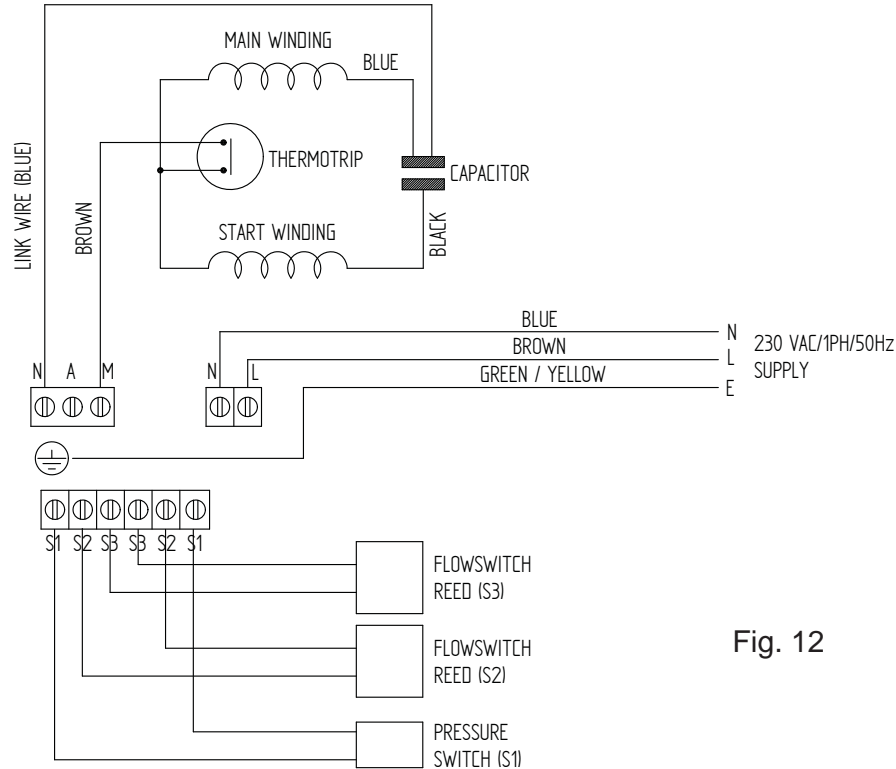 MAIN WINDING
BLUE
THERMOTRIP
CAPACITOR
LINK WIRE (BLUE)
BROWN
START WINDING
BLACK
BLUE
N
BROWN
L
230 VAC/1PH/50Hz
SUPPLY
GREEN / YELLOW
E
N A M
N L
S1 S2 S3 S3 S2 S1
FLOWSWITCH
REED (S3)
FLOWSWITCH
REED (S2)
Fig. 12
PRESSURE
SWITCH (S1)